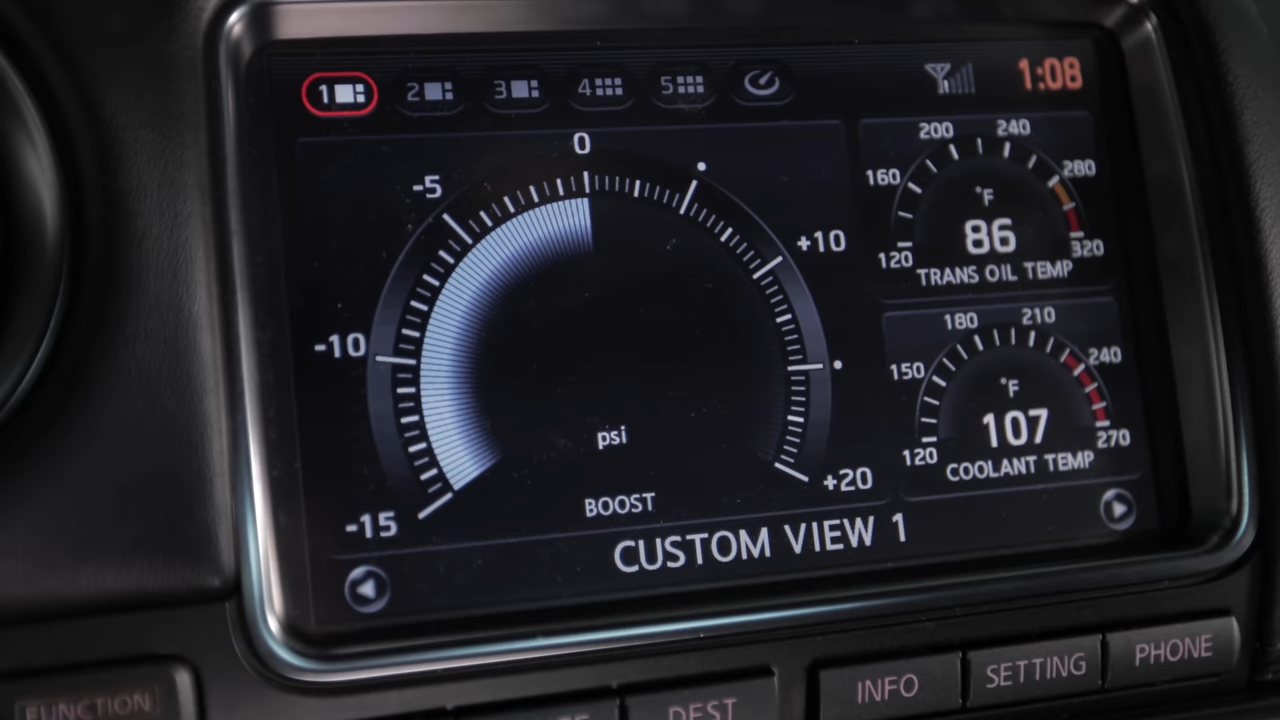 1 2 3 4 5 1:08
0
-5
+10
-10
-15
+20
psi
BOOST
200 240
160 280
°F
86
120 320
TRANS OIL TEMP
180 210
150 240
°F
107
120 270
COOLANT TEMP
CUSTOM VIEW 1
FUNCTION
DEST
INFO
SETTING
PHONE